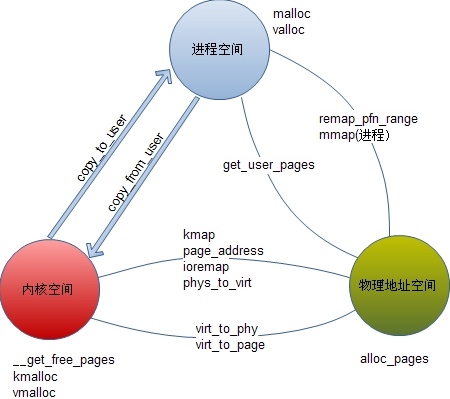 malloc
valloc
进程空间
copy_to_user
copy_from_user
remap_pfn_range
mmap(进程)
get_user_pages
kmap
page_address
ioremap
phys_to_virt
内核空间
物理地址空间
virt_to_phy
virt_to_page
__get_free_pages
kmalloc
vmalloc
alloc_pages